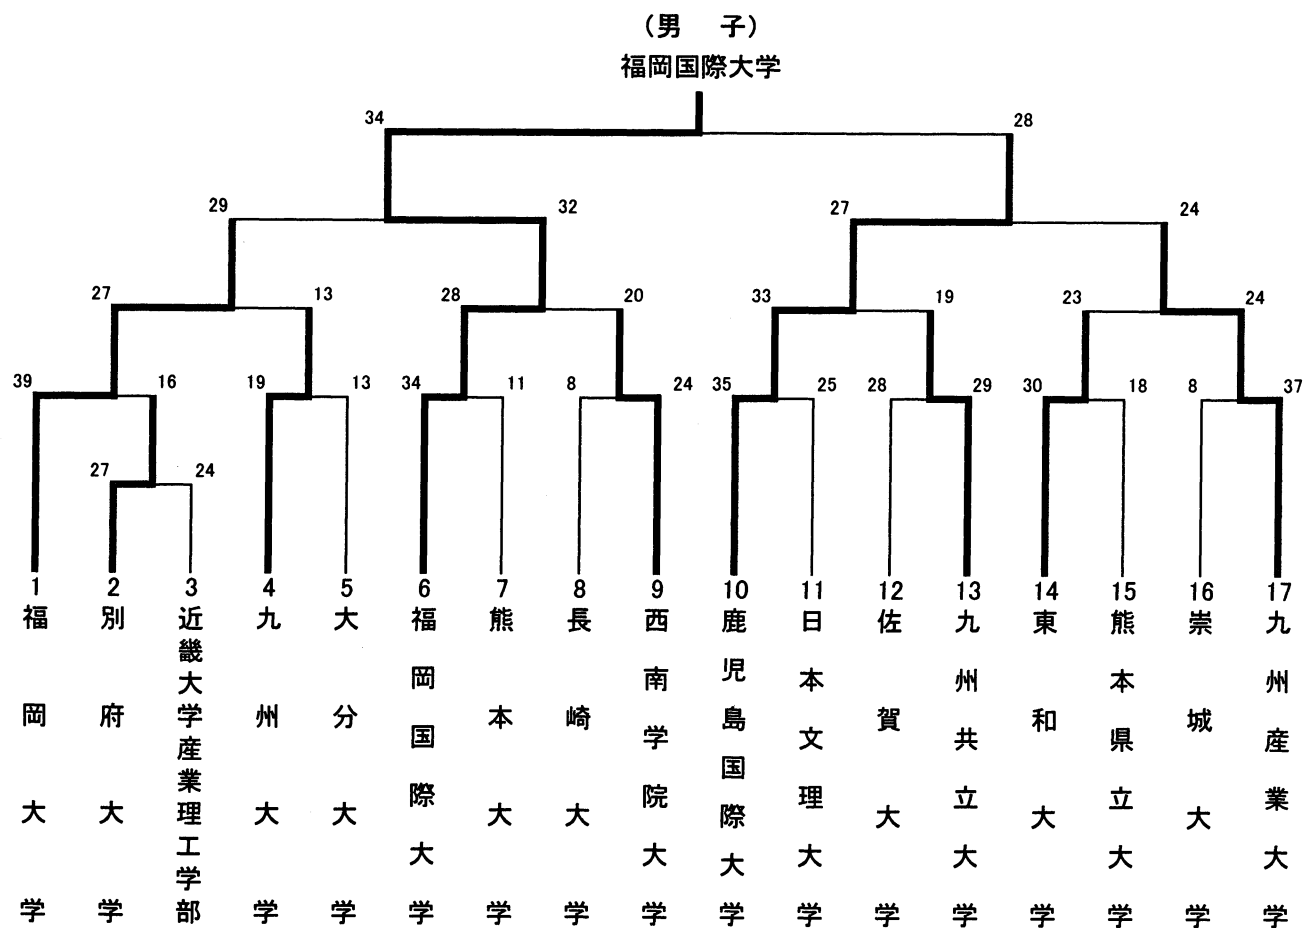 (男 子)
福岡国際大学
34 28
29 32 27 24
27 13 28 20 33 19 23 24
39 16 19 13 34 11 8 24 35 25 28 29 30 18 8 37
27 24
1 2 3 4 5 6 7 8 9 10 11 12 13 14 15 16 17
福岡大学
別府大学
近畿大学産業理工学部
九州大学
大分大学
福岡国際大学
熊本大学
長崎大学
西南学院大学
鹿児島国際大学
日本文理大学
佐賀大学
九州共立大学
東和大学
熊本県立大学
崇城大学
九州産業大学